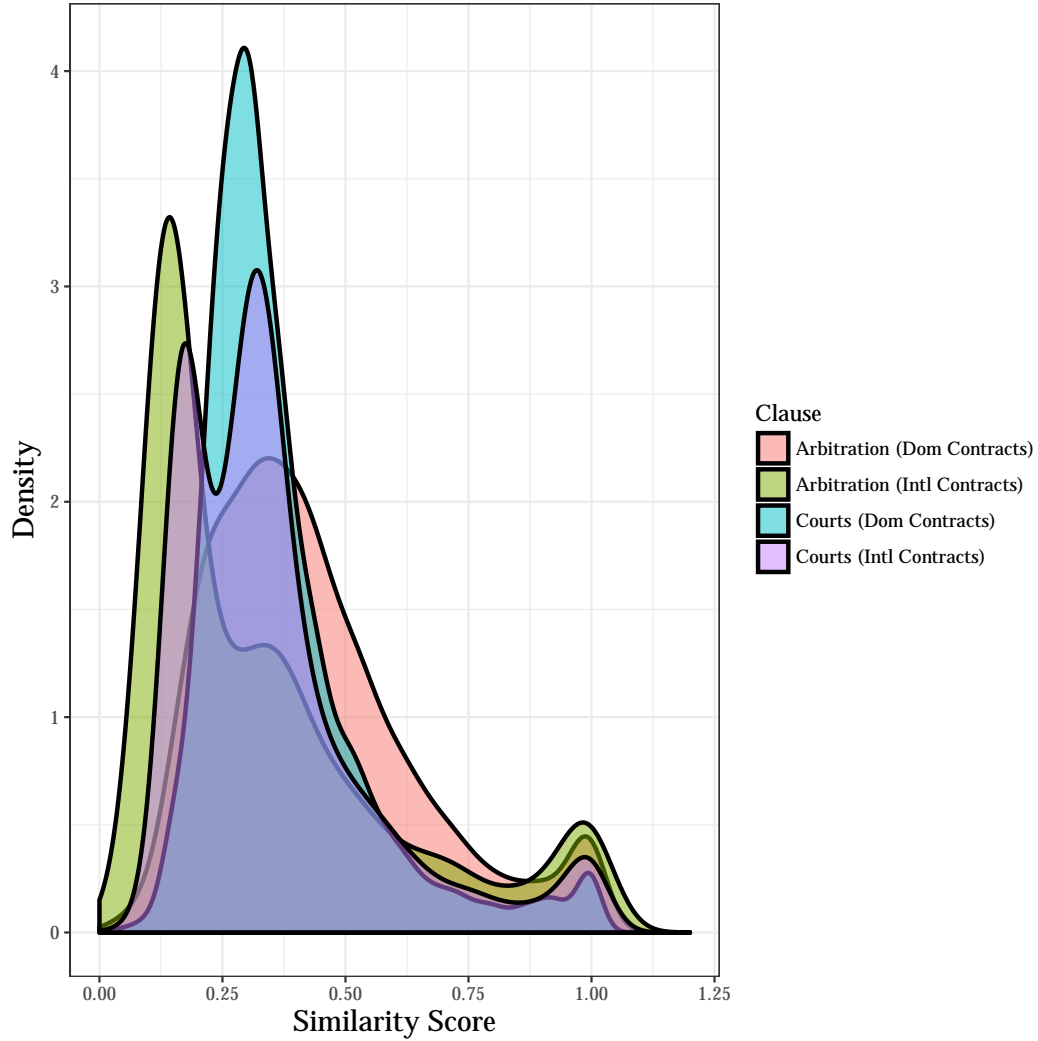 4
3
2
1
0
Density
0.00
0.25
0.50
0.75
1.00
1.25
Similarity Score
Clause
Arbitration (Dom Contracts)
Arbitration (Intl Contracts)
Courts (Dom Contracts)
Courts (Intl Contracts)